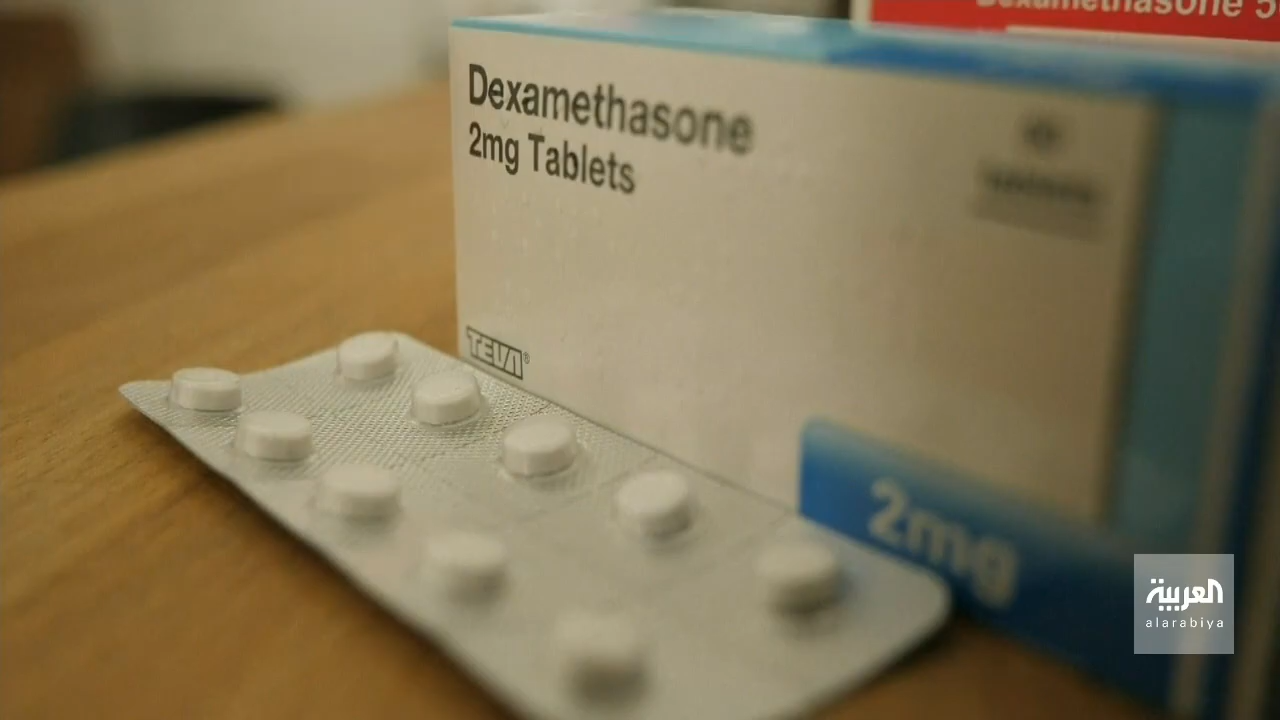 Dexamethasone 5
Dexamethasone
2mg Tablets
TEVA®
2mg
العربية
alarabiya